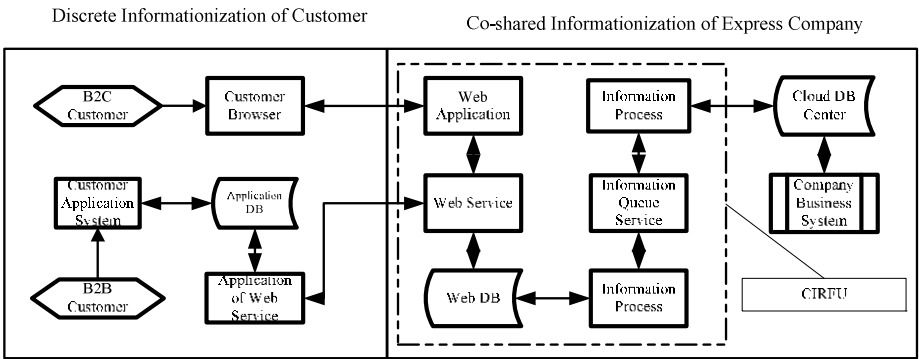 Discrete Informationization of Customer
Co-shared Informationization of Express Company
B2C
Customer
Customer
Browser
Web
Application
Information
Process
Cloud DB
Center
Customer
Application
System
Application
DB
Web Service
Information
Queue
Service
Company
Business
System
B2B
Customer
Application
of Web
Service
Web DB
Information
Process
CIRFU